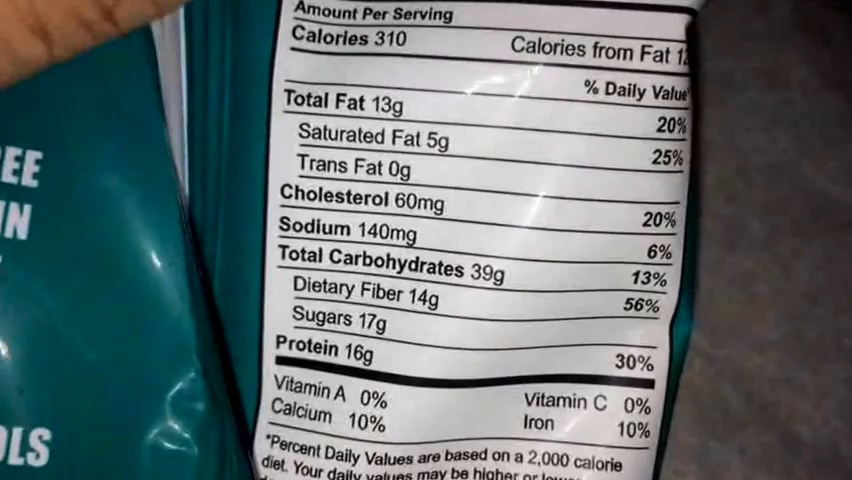 Amount Per Serving
Calories 310 Calories from Fat
% Daily Value*
Total Fat 13g 20%
Saturated Fat 5g 25%
Trans Fat 0g
Cholesterol 60mg 20%
Sodium 140mg 6%
Total Carbohydrates 39g 13%
Dietary Fiber 14g 56%
Sugars 17g
Protein 16g 30%
Vitamin A 0% Vitamin C 0%
Calcium 10% Iron 10%
*Percent Daily Values are based on a 2,000 calorie
diet. Your daily values may be higher or
EE
IN
OLS